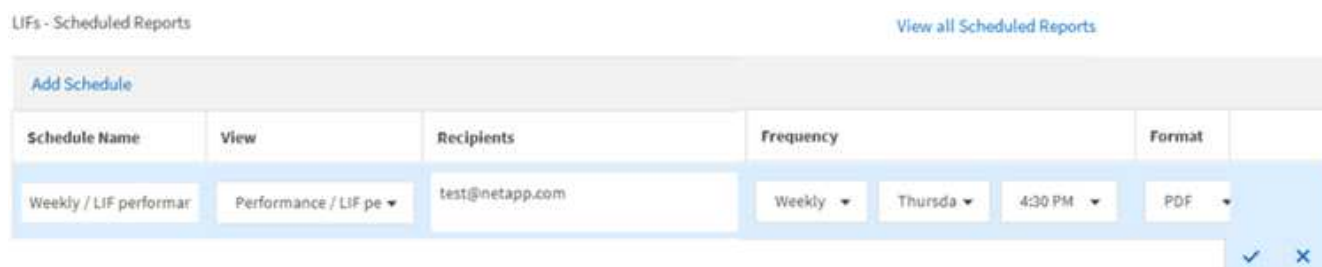 LIFs - Scheduled Reports View all Scheduled Reports
Add Schedule
Schedule Name View Recipients Frequency Format
Weekly / LIF performar Performance / LIF pe test@netapp.com Weekly Thursda 4:30 PM PDF